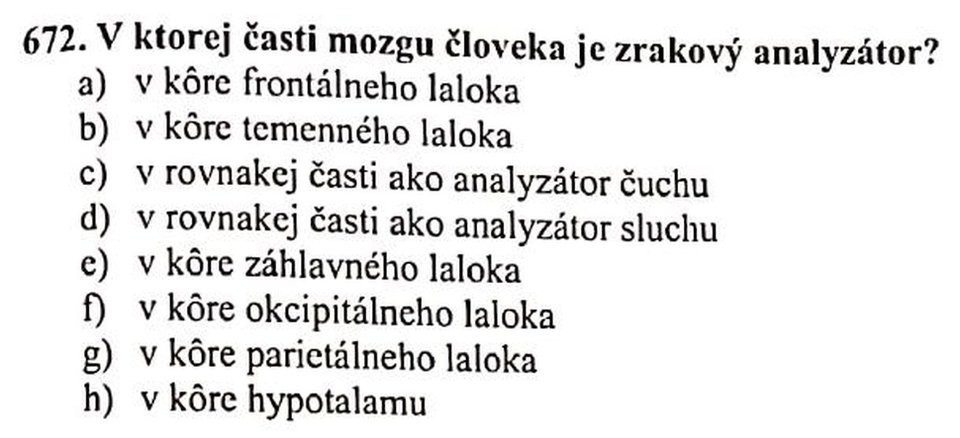 672. V ktorej časti mozgu človeka je zrakový analyzátor?
a) v kôre frontálneho laloka
b) v kôre temenného laloka
c) v rovnakej časti ako analyzátor čuchu
d) v rovnakej časti ako analyzátor sluchu
e) v kôre záhlavného laloka
f) v kôre okcipitálneho laloka
g) v kôre parietálneho laloka
h) v kôre hypotalamu